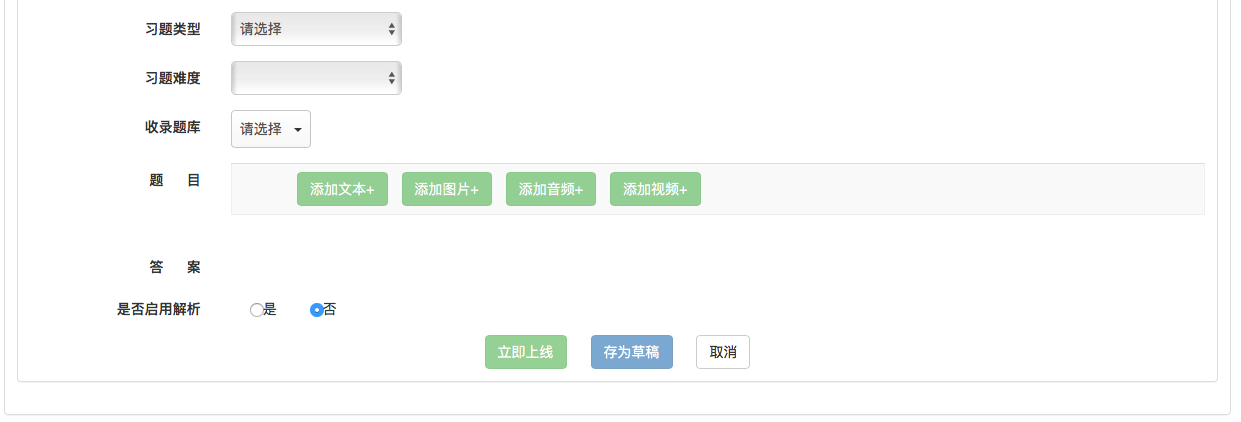 习题类型 请选择
习题难度
收录题库 请选择
题 目 添加文本+ 添加图片+ 添加音频+ 添加视频+
答 案
是否启用解析 是 否
立即上线 存为草稿 取消